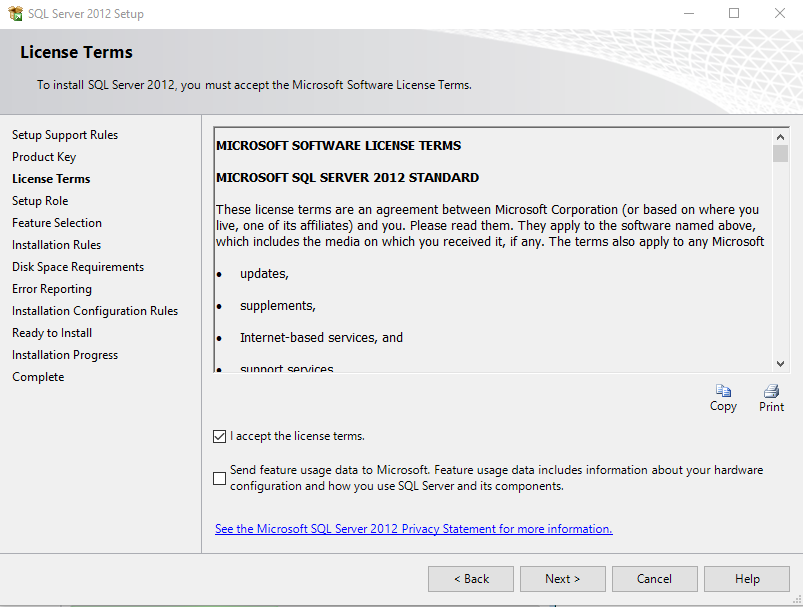 SQL Server 2012 Setup
License Terms
To install SQL Server 2012, you must accept the Microsoft Software License Terms.
Setup Support Rules
Product Key
License Terms
Setup Role
Feature Selection
Installation Rules
Disk Space Requirements
Error Reporting
Installation Configuration Rules
Ready to Install
Installation Progress
Complete
MICROSOFT SOFTWARE LICENSE TERMS
MICROSOFT SQL SERVER 2012 STANDARD
These license terms are an agreement between Microsoft Corporation (or based on where you
live, one of its affiliates) and you. Please read them. They apply to the software named above,
which includes the media on which you received it, if any. The terms also apply to any Microsoft
• updates,
• supplements,
• Internet-based services, and
• support services
Copy
Print
I accept the license terms.
Send feature usage data to Microsoft. Feature usage data includes information about your hardware
configuration and how you use SQL Server and its components.
See the Microsoft SQL Server 2012 Privacy Statement for more information.
< Back
Next >
Cancel
Help